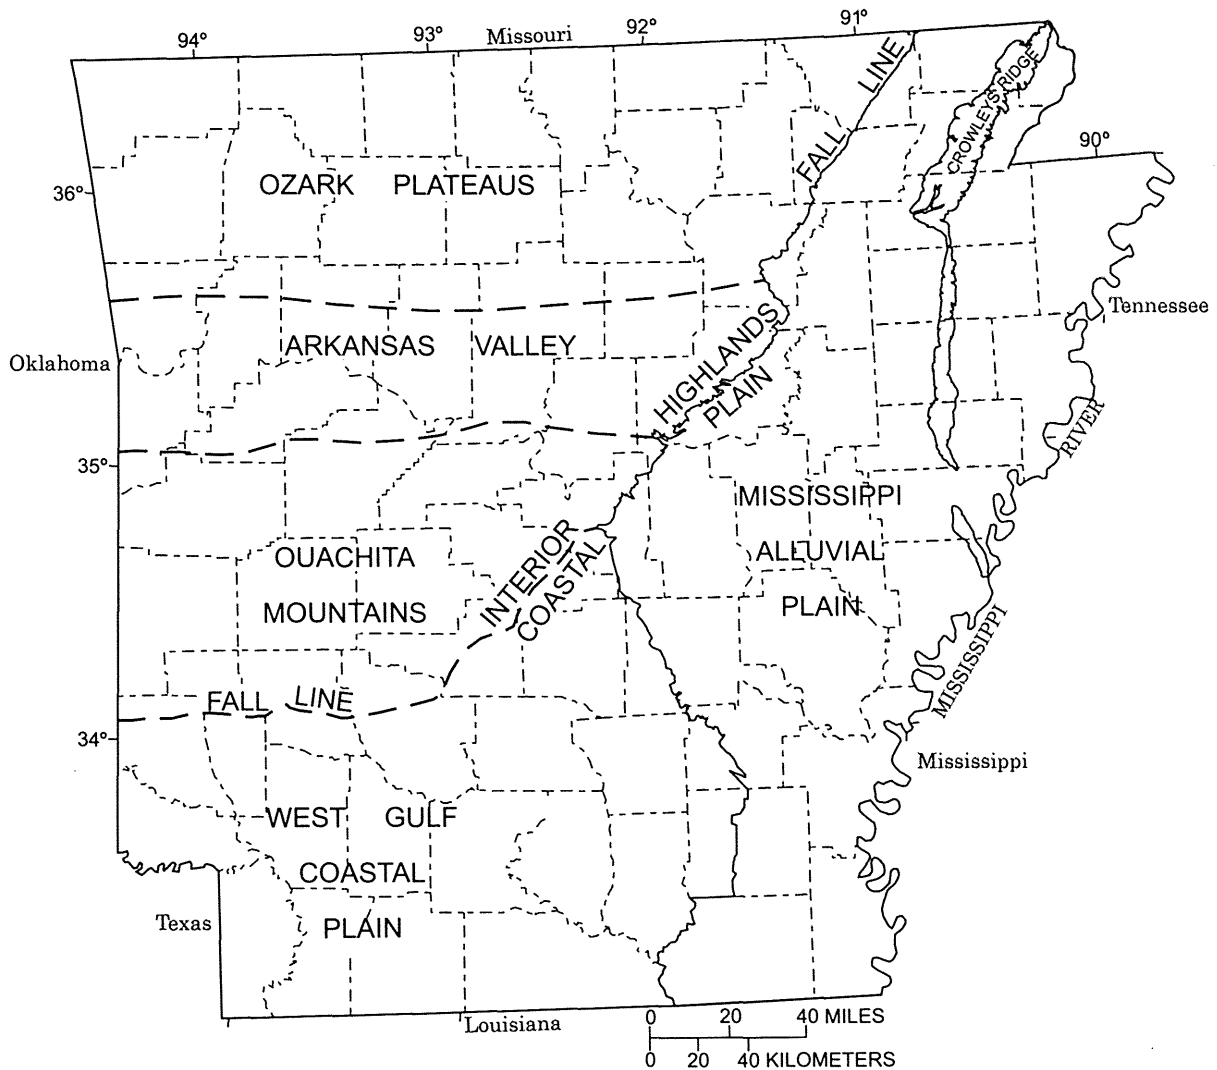 94° 93° Missouri 92° 91°
FALL LINE
CROWLEYS RIDGE
90°
36°
OZARK PLATEAUS
Tennessee
Oklahoma
ARKANSAS VALLEY
HIGHLANDS
PLAIN
RIVER
35°
MISSISSIPPI
ALLUVIAL
PLAIN
OUACHITA
MOUNTAINS
INTERIOR
COASTAL
MISSISSIPPI
FALL LINE
34°
Mississippi
WEST GULF
COASTAL
PLAIN
Texas
Louisiana
0 20 40 MILES
0 20 40 KILOMETERS